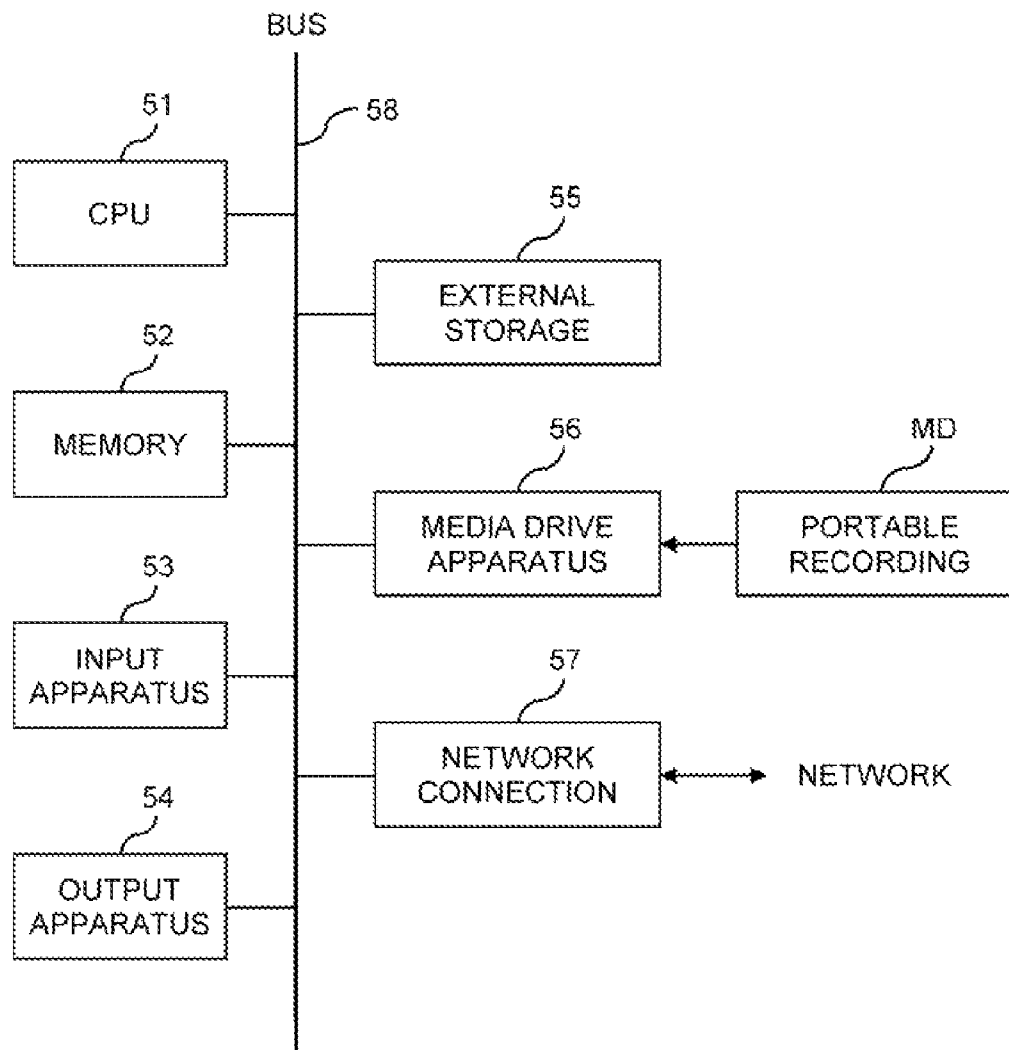 BUS
58
51
CPU
55
EXTERNAL
STORAGE
52
MEMORY
56
MEDIA DRIVE
APPARATUS
MD
PORTABLE
RECORDING
53
INPUT
APPARATUS
57
NETWORK
CONNECTION
NETWORK
54
OUTPUT
APPARATUS